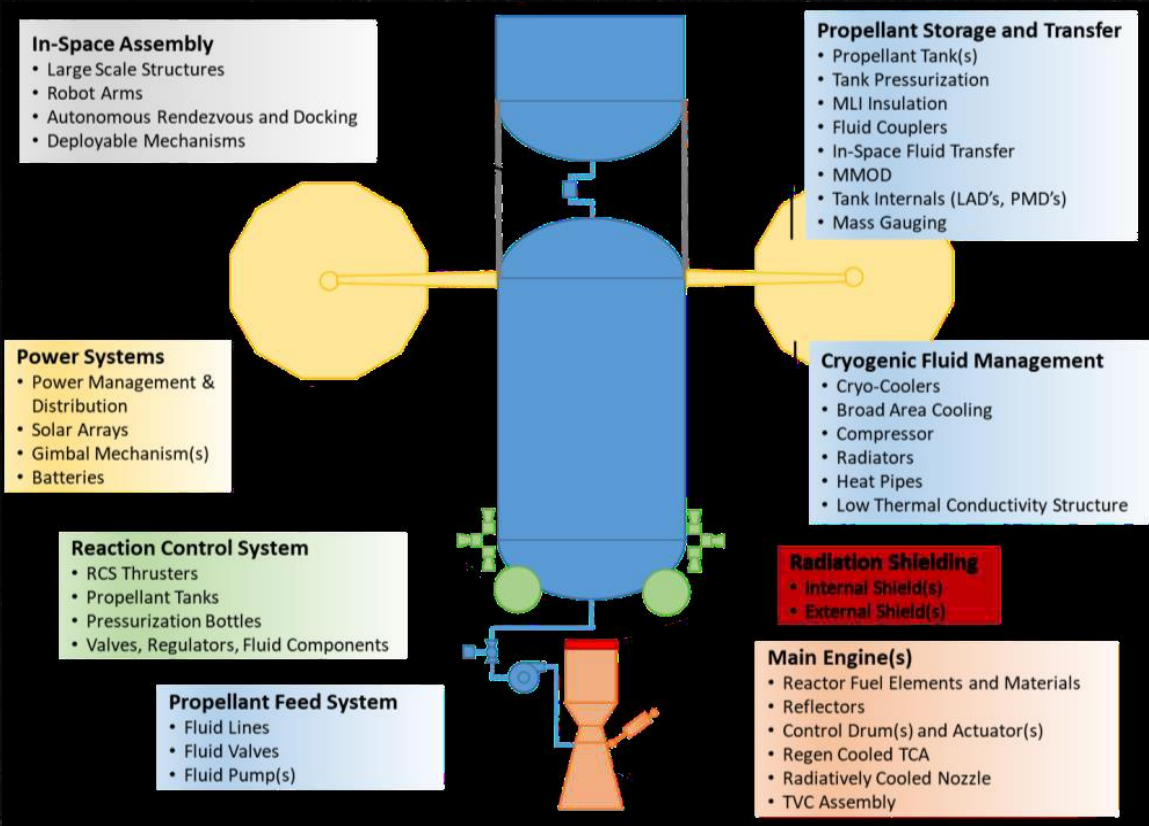 In-Space Assembly
• Large Scale Structures
• Robot Arms
• Autonomous Rendezvous and Docking
• Deployable Mechanisms
Propellant Storage and Transfer
• Propellant Tank(s)
• Tank Pressurization
• MLI Insulation
• Fluid Couplers
• In-Space Fluid Transfer
• MMOD
• Tank Internals (LAD's, PMD's)
• Mass Gauging
Power Systems
• Power Management &
Distribution
• Solar Arrays
• Gimbal Mechanism(s)
• Batteries
Cryogenic Fluid Management
• Cryo-Coolers
• Broad Area Cooling
• Compressor
• Radiators
• Heat Pipes
• Low Thermal Conductivity Structure
Reaction Control System
• RCS Thrusters
• Propellant Tanks
• Pressurization Bottles
• Valves, Regulators, Fluid Components
Radiation Shielding
• Internal Shield(s)
• External Shield(s)
Propellant Feed System
• Fluid Lines
• Fluid Valves
• Fluid Pump(s)
Main Engine(s)
• Reactor Fuel Elements and Materials
• Reflectors
• Control Drum(s) and Actuator(s)
• Regen Cooled TCA
• Radiatively Cooled Nozzle
• TVC Assembly